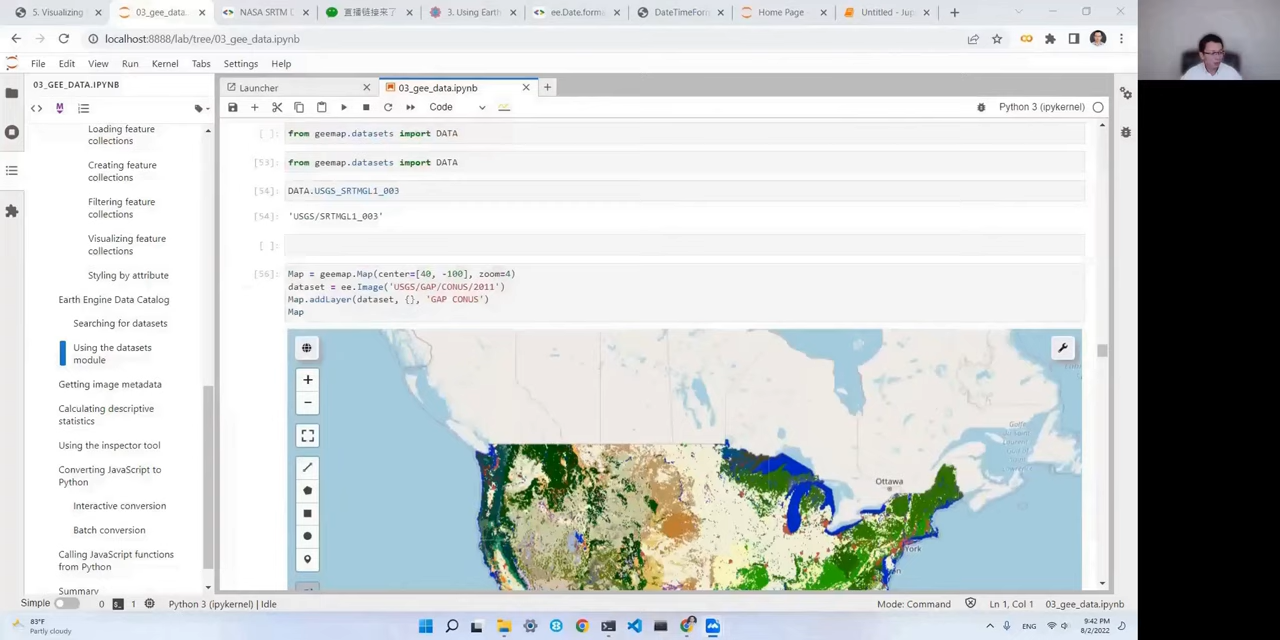 5. Visualizing
03_gee_data.
NASA SRTM
直播链接来了
3. Using Earth
ee.Date.forma
DateTimeForm
Home Page
Untitled - Jup
localhost:8888/lab/tree/03_gee_data.ipynb
File Edit View Run Kernel Tabs Settings Help
03_GEE_DATA.IPYNB
Launcher
03_gee_data.ipynb
Code
Python 3 (ipykernel)
Loading feature
collections
Creating feature
collections
Filtering feature
collections
Visualizing feature
collections
Styling by attribute
Earth Engine Data Catalog
Searching for datasets
Using the datasets
module
Getting image metadata
Calculating descriptive
statistics
Using the inspector tool
Converting JavaScript to
Python
Interactive conversion
Batch conversion
Calling JavaScript functions
from Python
Summary
[ ]: from geemap.datasets import DATA
[53]: from geemap.datasets import DATA
[54]: DATA.USGS_SRTMGL1_003
[54]: 'USGS/SRTMGL1_003'
[ ]:
[56]: Map = geemap.Map(center=[40, -100], zoom=4)
dataset = ee.Image('USGS/GAP/CONUS/2011')
Map.addLayer(dataset, {}, 'GAP CONUS')
Map
Ottawa
York
Simple 0 1 Python 3 (ipykernel) | Idle
Mode: Command Ln 1, Col 1 03_gee_data.ipynb
83°F
Partly cloudy
ENG
9:42 PM
8/2/2022